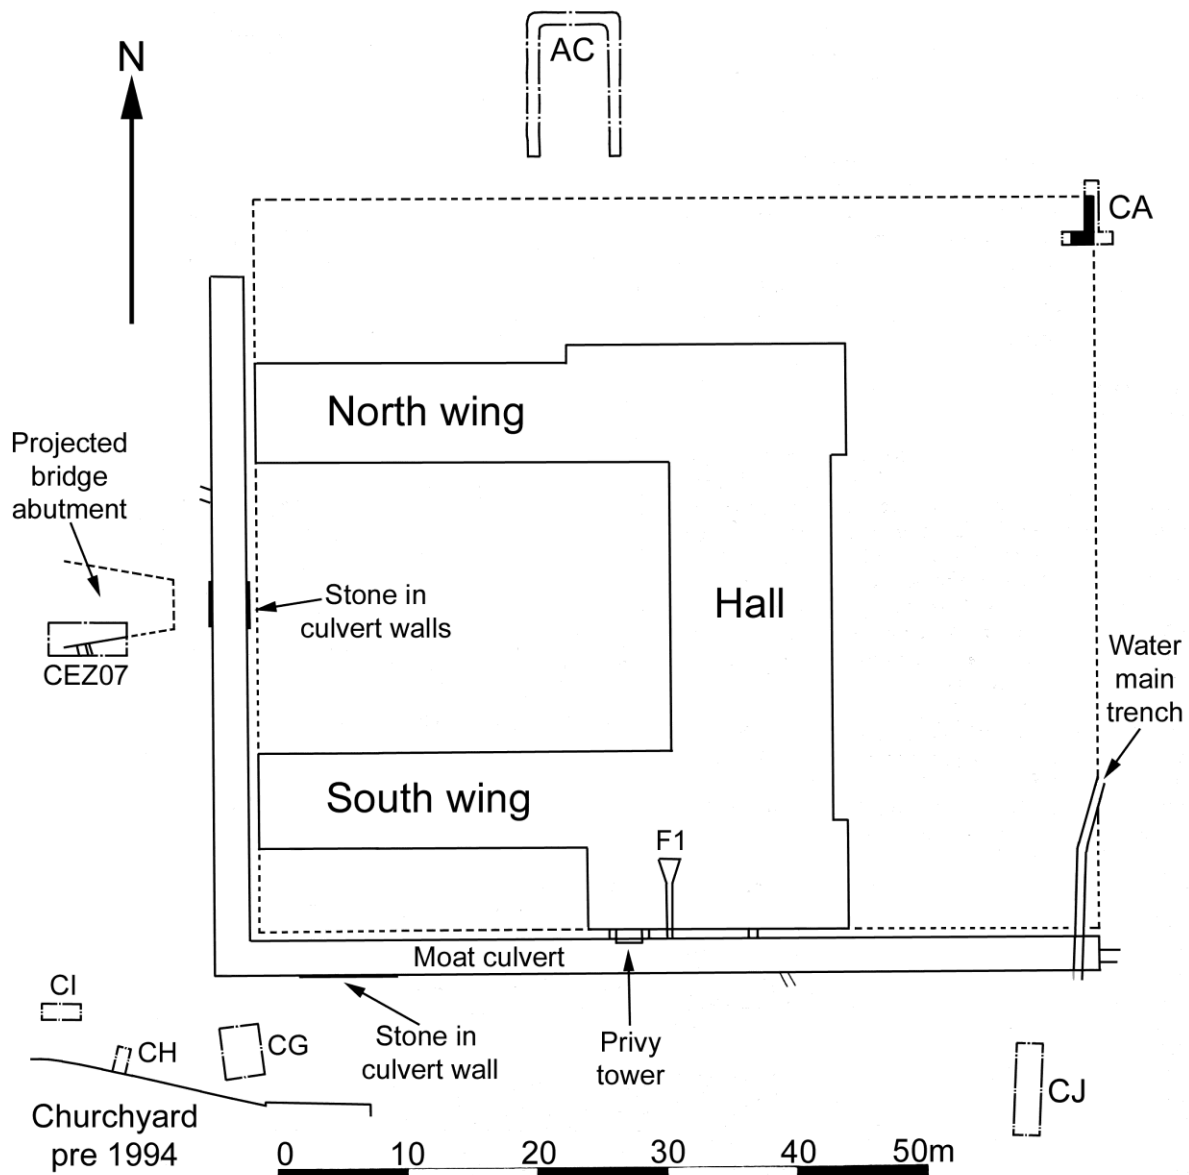 AC
N
CA
North wing
Projected
bridge
abutment
Stone in
culvert walls
Hall
CEZ07
Water
main
trench
South wing
F1
Moat culvert
CI
CH
CG
Stone in
culvert wall
Privy
tower
CJ
Churchyard
pre 1994
0 10 20 30 40 50m